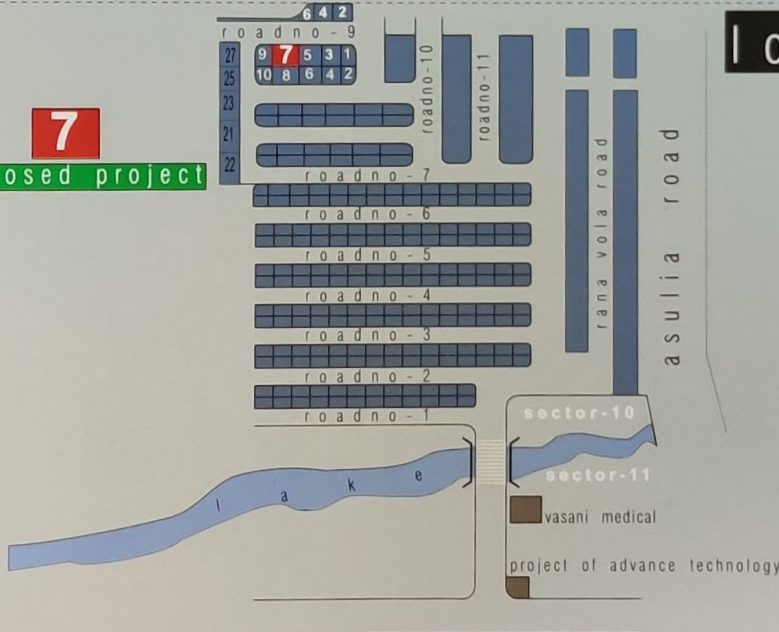 6 4 2
roadno-9
27
25
23
21
22
9 7 5 3 1
10 8 6 4 2
roadno-10
roadno-11
7
osed project
roadno-7
roadno-6
roadno-5
roadno-4
roadno-3
roadno-2
roadno-1
rana vola road
asulia road
sector-10
lake
sector-11
vasani medical
project of advance technology